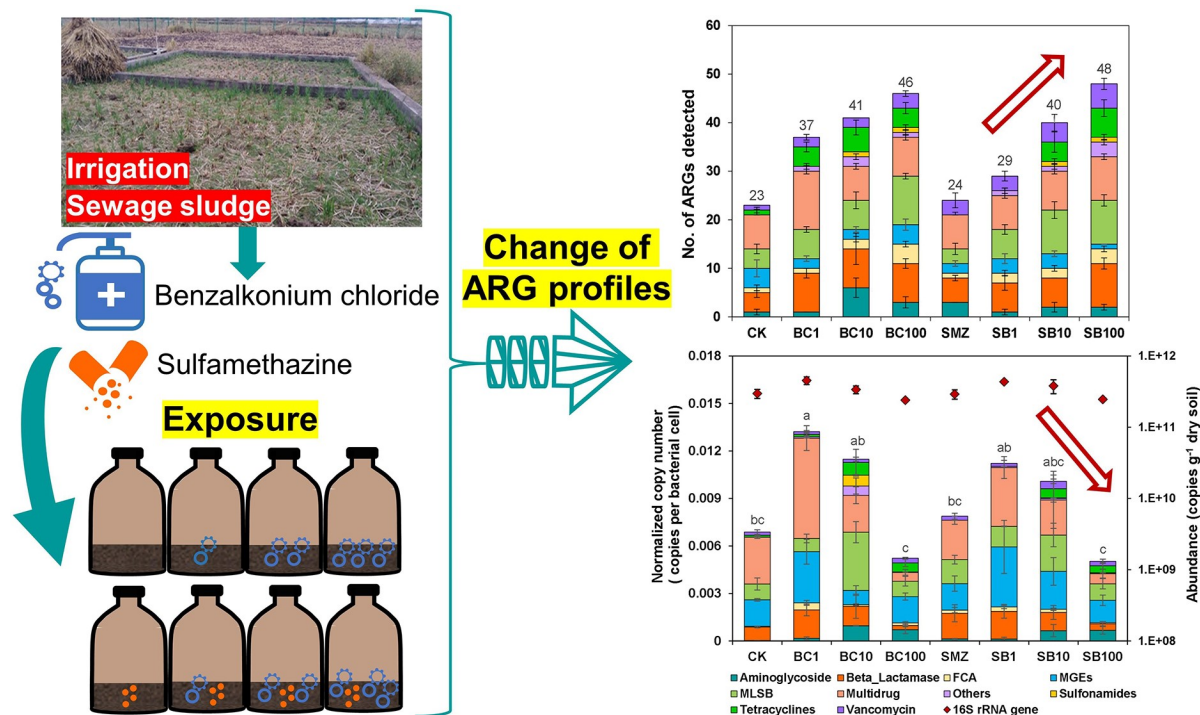 Irrigation
Sewage sludge
Benzalkonium chloride
Sulfamethazine
Exposure
Change of
ARG profiles
No. of ARGs detected
60
50
40
30
20
10
0
23
37
41
46
24
29
40
48
CK BC1 BC10 BC100 SMZ SB1 SB10 SB100
Normalized copy number
( copies per bacterial cell)
0.018
0.015
0.012
0.009
0.006
0.003
0
bc
a
ab
c
bc
ab
abc
c
1.E+12
1.E+11
1.E+10
1.E+09
1.E+08
Abundance (copies g-1 dry soil)
CK BC1 BC10 BC100 SMZ SB1 SB10 SB100
Aminoglycoside Beta_Lactamase FCA MGEs
MLSB Multidrug Others Sulfonamides
Tetracyclines Vancomycin 16S rRNA gene